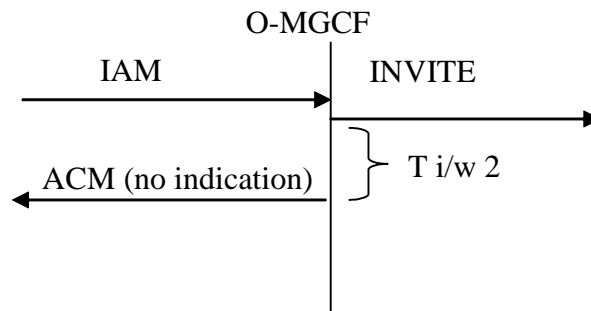 O-MGCF
IAM
INVITE
T i/w 2
ACM (no indication)